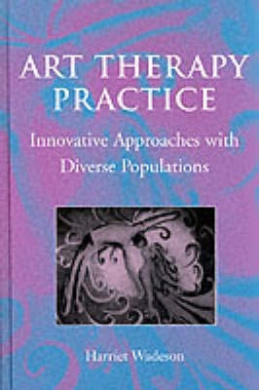 ART THERAPY
PRACTICE
Innovative Approaches with
Diverse Populations
Harriet Wadeson